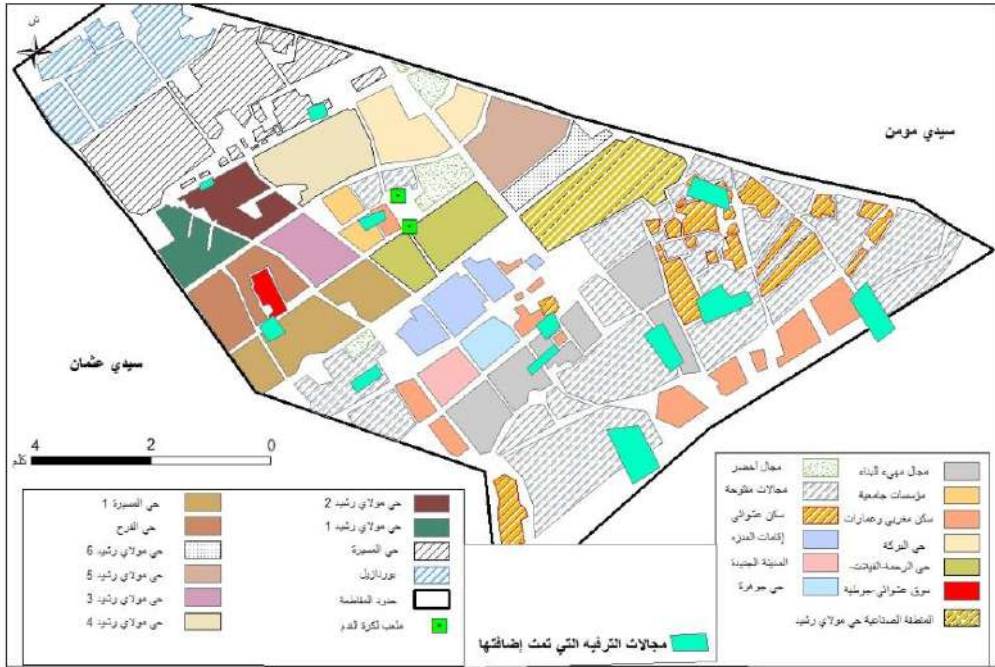 ش
سيدي مومن
سيدي عثمان
4 2 0
كلم
حي المسيرة 1
حي الفرح
حي مولاي رشيد 6
حي مولاي رشيد 5
حي مولاي رشيد 3
حي مولاي رشيد 4
حي مولاي رشيد 2
حي مولاي رشيد 1
حي المسيرة
بورنازيل
حدود المقاطعة
ملعب لكرة القدم
مجالات الترفيه التي تمت إضافتها
مجال أخضر
مجالات مفتوحة
سكن عشوائي
إقامات المنزه
المدينة الجديدة
حي جوهرة
مجال مهيء للبناء
مؤسسات جامعية
سكن مغربي وعمارات
حي البركة
حي الرحمة-الفيلات-
سوق عشوائي-جوطية
المنطقة الصناعية حي مولاي رشيد